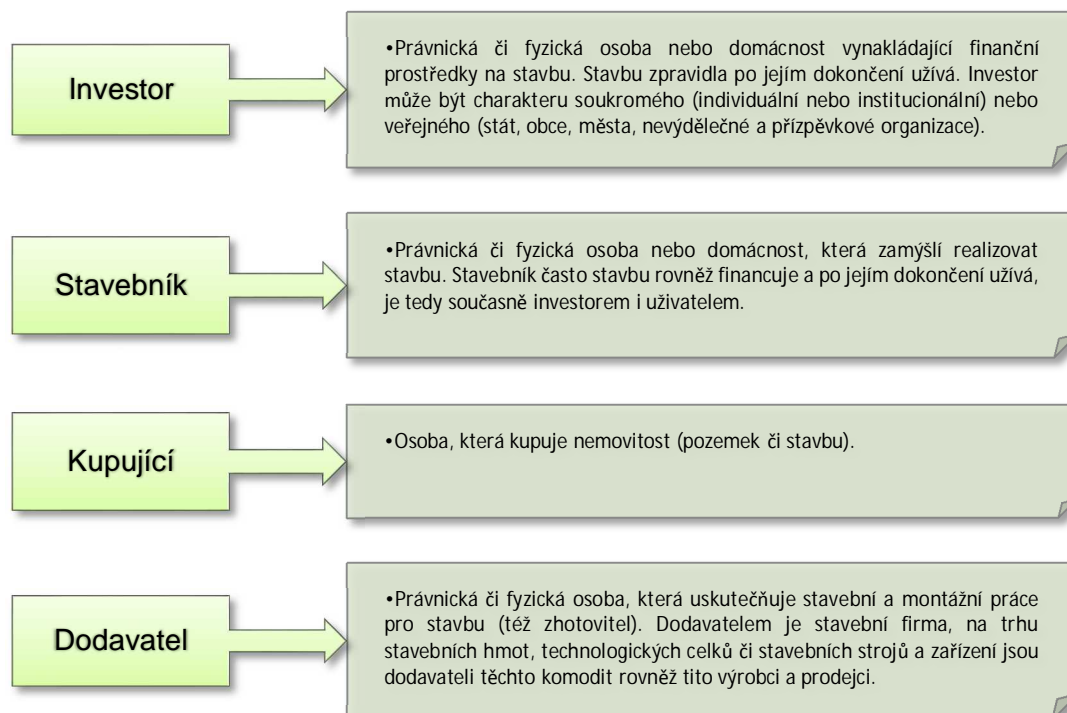 Investor
•Právnická či fyzická osoba nebo domácnost vynakládající finanční
prostředky na stavbu. Stavbu zpravidla po jejím dokončení užívá. Investor
může být charakteru soukromého (individuální nebo institucionální) nebo
veřejného (stát, obce, města, nevýdělečné a přízpěvkové organizace).
Stavebník
•Právnická či fyzická osoba nebo domácnost, která zamýšlí realizovat
stavbu. Stavebník často stavbu rovněž financuje a po jejím dokončení užívá,
je tedy současně investorem i uživatelem.
Kupující
•Osoba, která kupuje nemovitost (pozemek či stavbu).
Dodavatel
•Právnická či fyzická osoba, která uskutečňuje stavební a montážní práce
pro stavbu (též zhotovitel). Dodavatelem je stavební firma, na trhu
stavebních hmot, technologických celků či stavebních strojů a zařízení jsou
dodavateli těchto komodit rovněž tito výrobci a prodejci.